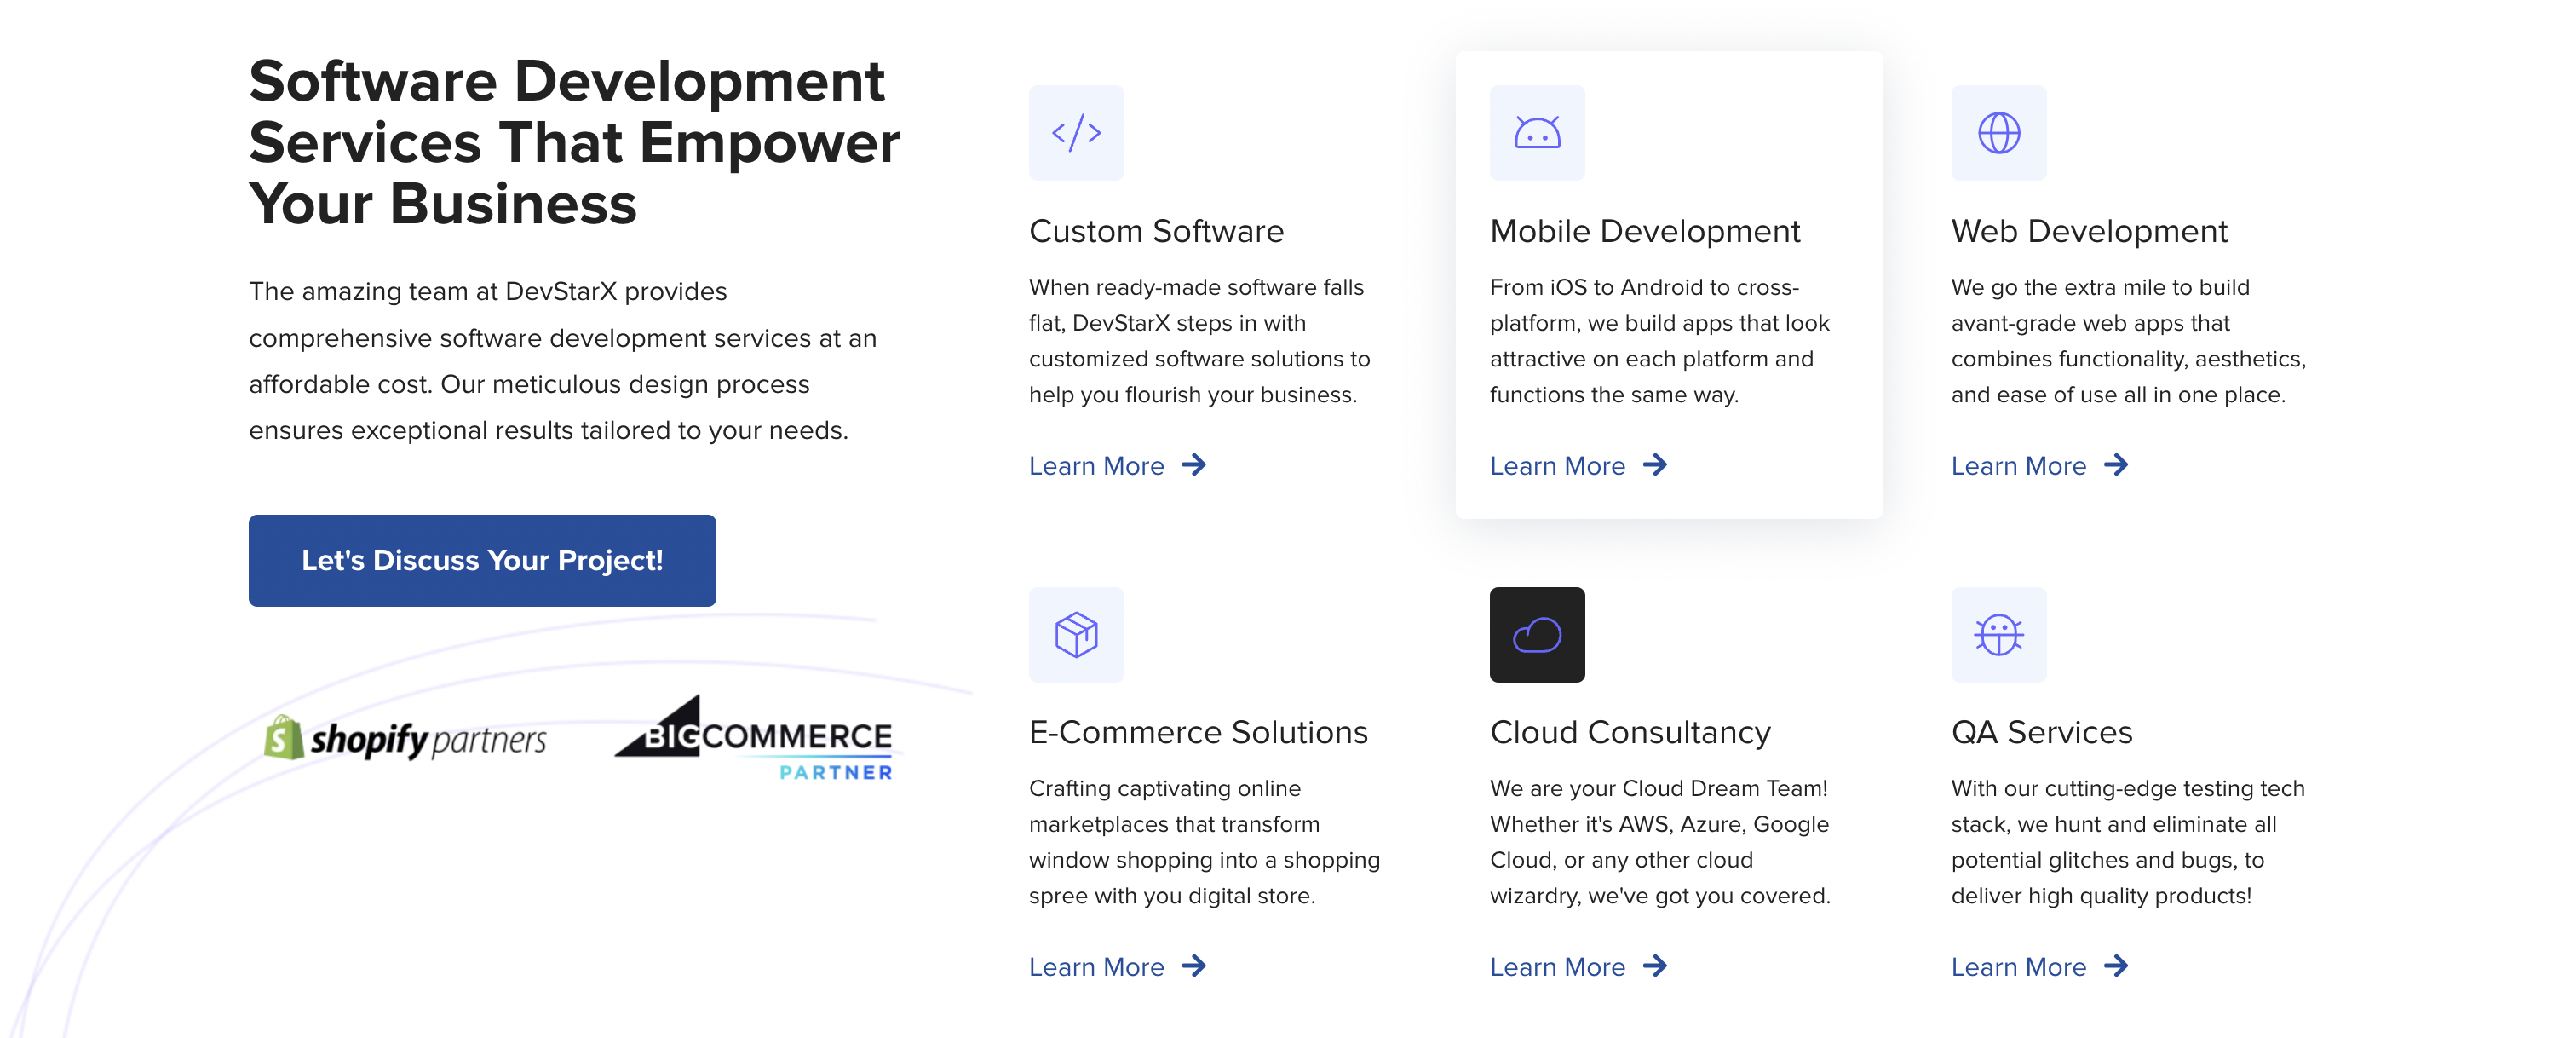 Software Development
Services That Empower
Your Business
The amazing team at DevStarX provides
comprehensive software development services at an
affordable cost. Our meticulous design process
ensures exceptional results tailored to your needs.
Let's Discuss Your Project!
shopify partners
BIGCOMMERCE
PARTNER
Custom Software
When ready-made software falls
flat, DevStarX steps in with
customized software solutions to
help you flourish your business.
Learn More
Mobile Development
From iOS to Android to cross-
platform, we build apps that look
attractive on each platform and
functions the same way.
Learn More
Web Development
We go the extra mile to build
avant-grade web apps that
combines functionality, aesthetics,
and ease of use all in one place.
Learn More
E-Commerce Solutions
Crafting captivating online
marketplaces that transform
window shopping into a shopping
spree with you digital store.
Learn More
Cloud Consultancy
We are your Cloud Dream Team!
Whether it's AWS, Azure, Google
Cloud, or any other cloud
wizardry, we've got you covered.
Learn More
QA Services
With our cutting-edge testing tech
stack, we hunt and eliminate all
potential glitches and bugs, to
deliver high quality products!
Learn More